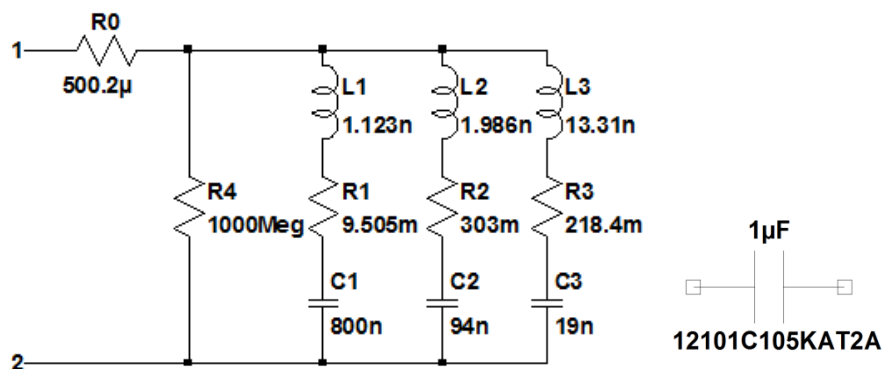 R0
1
500.2µ
L1
1.123n
L2
1.986n
L3
13.31n
R4
1000Meg
R1
9.505m
R2
303m
R3
218.4m
C1
800n
C2
94n
C3
19n
2
1µF
12101C105KAT2A